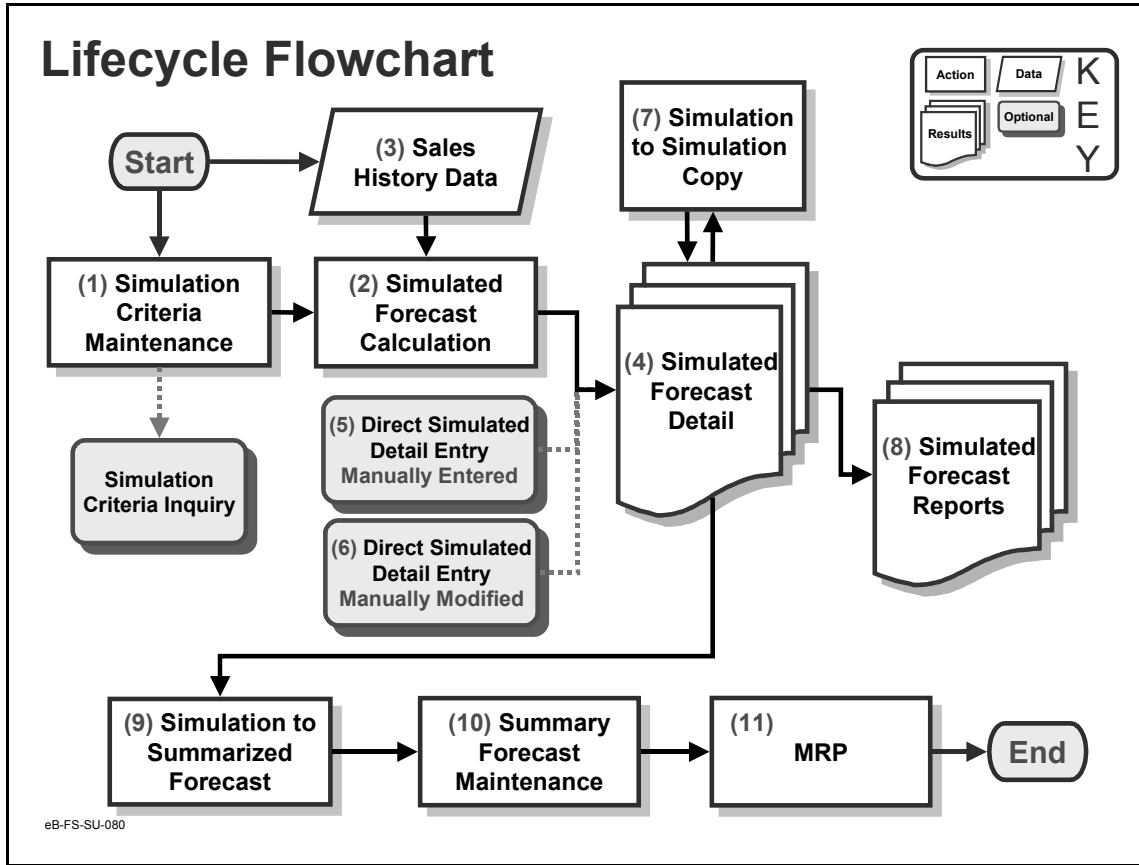 Lifecycle Flowchart
Action
Data
Results
Optional
K
E
Y
Start
(3) Sales
History Data
(7) Simulation
to Simulation
Copy
(1) Simulation
Criteria
Maintenance
(2) Simulated
Forecast
Calculation
(4) Simulated
Forecast
Detail
(5) Direct Simulated
Detail Entry
Manually Entered
(8) Simulated
Forecast
Reports
Simulation
Criteria Inquiry
(6) Direct Simulated
Detail Entry
Manually Modified
(9) Simulation to
Summarized
Forecast
(10) Summary
Forecast
Maintenance
(11)
MRP
End
eB-FS-SU-080